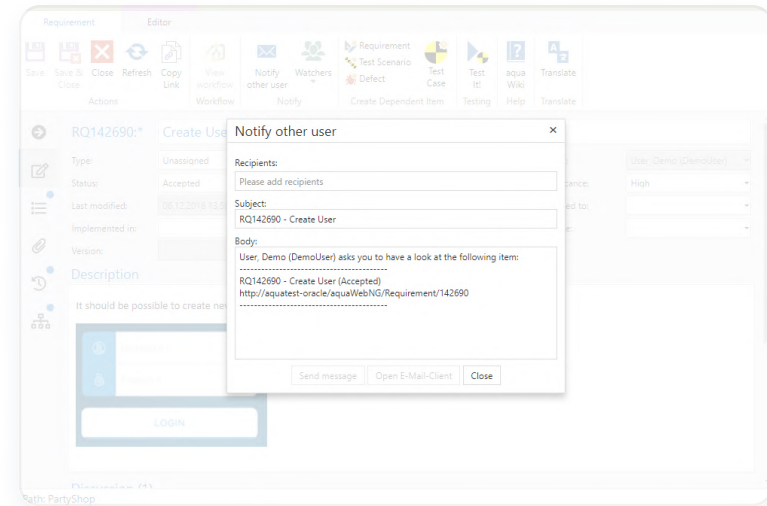 Requirement Editor
Save Save & Close Close Refresh Copy Link View workflow Notify other user Watchers Requirement Test Scenario Defect Test Case Test It! aqua Wiki Translate
Actions Workflow Notify Create Dependent Item Testing Help Translate
RQ142690:* Create Use
Type: Unassigned User, Demo (DemoUser)
Status: Accepted High
Last modified: 28.12.2018
Implemented in:
Version:
Description
It should be possible to create
LOGIN
Discussion (1)
Path: PartyShop
Notify other user
Recipients:
Please add recipients
Subject:
RQ142690 - Create User
Body:
User, Demo (DemoUser) asks you to have a look at the following item:
----------------------------------------
RQ142690 - Create User (Accepted)
http://aquatest-oracle/aquaWebNG/Requirement/142690
----------------------------------------
Send message Open E-Mail-Client Close